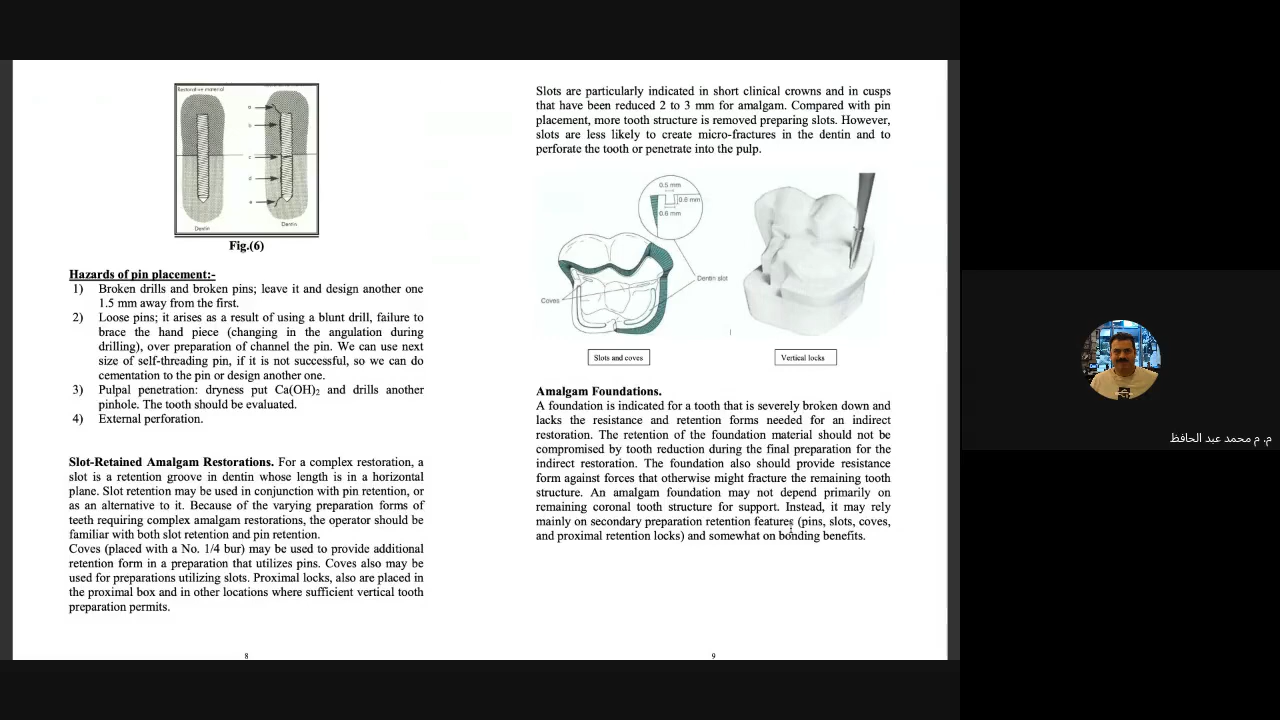 Restorative material
a
b
c
d
e
Dentin
Dentin
Fig.(6)
Hazards of pin placement:-
1) Broken drills and broken pins; leave it and design another one
1.5 mm away from the first.
2) Loose pins; it arises as a result of using a blunt drill, failure to
brace the hand piece (changing in the angulation during
drilling), over preparation of channel the pin. We can use next
size of self-threading pin, if it is not successful, so we can do
cementation to the pin or design another one.
3) Pulpal penetration: dryness put Ca(OH)₂ and drills another
pinhole. The tooth should be evaluated.
4) External perforation.
Slot-Retained Amalgam Restorations. For a complex restoration, a
slot is a retention groove in dentin whose length is in a horizontal
plane. Slot retention may be used in conjunction with pin retention, or
as an alternative to it. Because of the varying preparation forms of
teeth requiring complex amalgam restorations, the operator should be
familiar with both slot retention and pin retention.
Coves (placed with a No. 1/4 bur) may be used to provide additional
retention form in a preparation that utilizes pins. Coves also may be
used for preparations utilizing slots. Proximal locks, also are placed in
the proximal box and in other locations where sufficient vertical tooth
preparation permits.
8
Slots are particularly indicated in short clinical crowns and in cusps
that have been reduced 2 to 3 mm for amalgam. Compared with pin
placement, more tooth structure is removed preparing slots. However,
slots are less likely to create micro-fractures in the dentin and to
perforate the tooth or penetrate into the pulp.
0.5 mm
0.8 mm
0.6 mm
Dentin slot
Coves
Slots and coves
Vertical locks
Amalgam Foundations.
A foundation is indicated for a tooth that is severely broken down and
lacks the resistance and retention forms needed for an indirect
restoration. The retention of the foundation material should not be
compromised by tooth reduction during the final preparation for the
indirect restoration. The foundation also should provide resistance
form against forces that otherwise might fracture the remaining tooth
structure. An amalgam foundation may not depend primarily on
remaining coronal tooth structure for support. Instead, it may rely
mainly on secondary preparation retention features (pins, slots, coves,
and proximal retention locks) and somewhat on bonding benefits.
9
م. م محمد عبد الحافظ